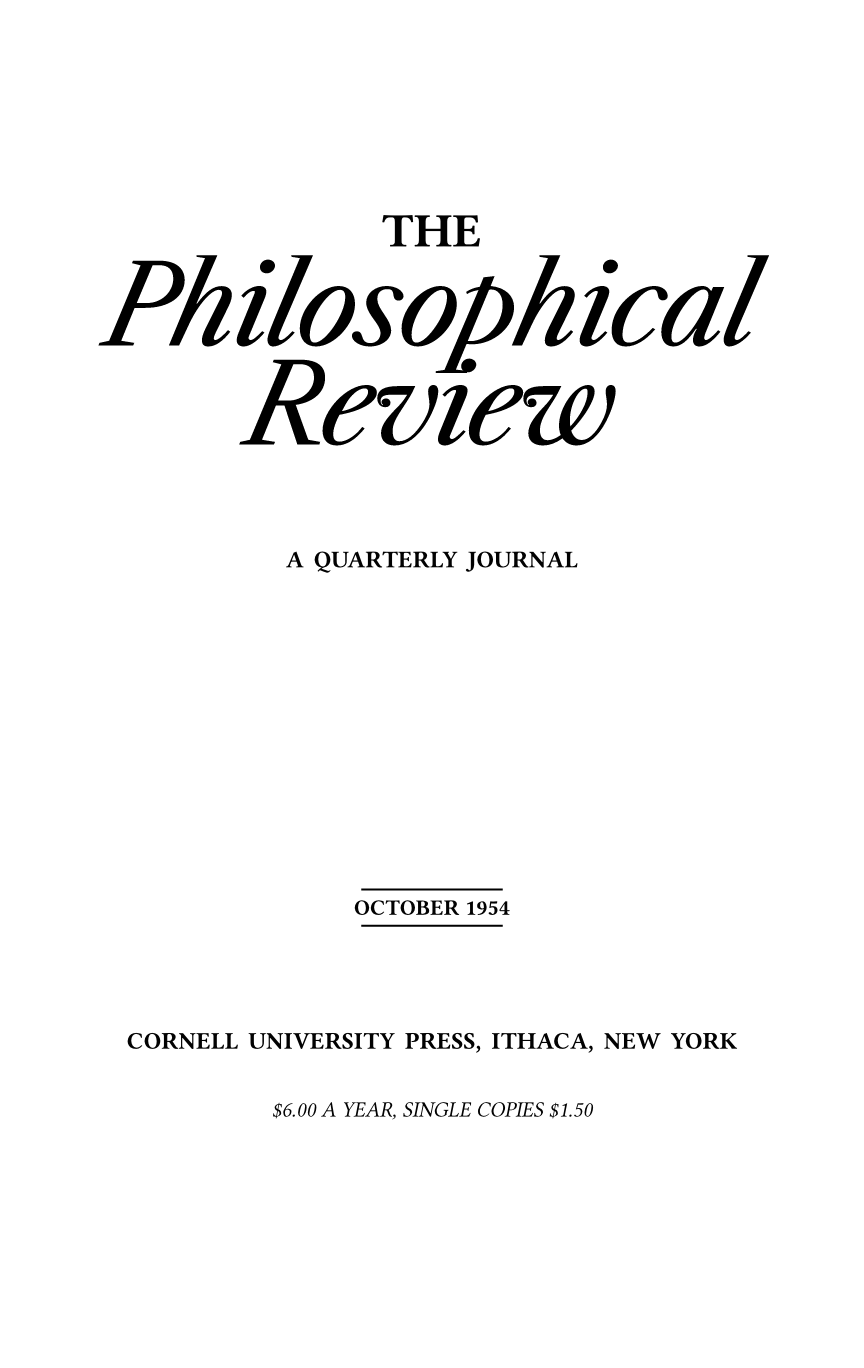 THE
Philosophical
Review
A QUARTERLY JOURNAL
OCTOBER 1954
CORNELL UNIVERSITY PRESS, ITHACA, NEW YORK
$6.00 A YEAR, SINGLE COPIES $1.50